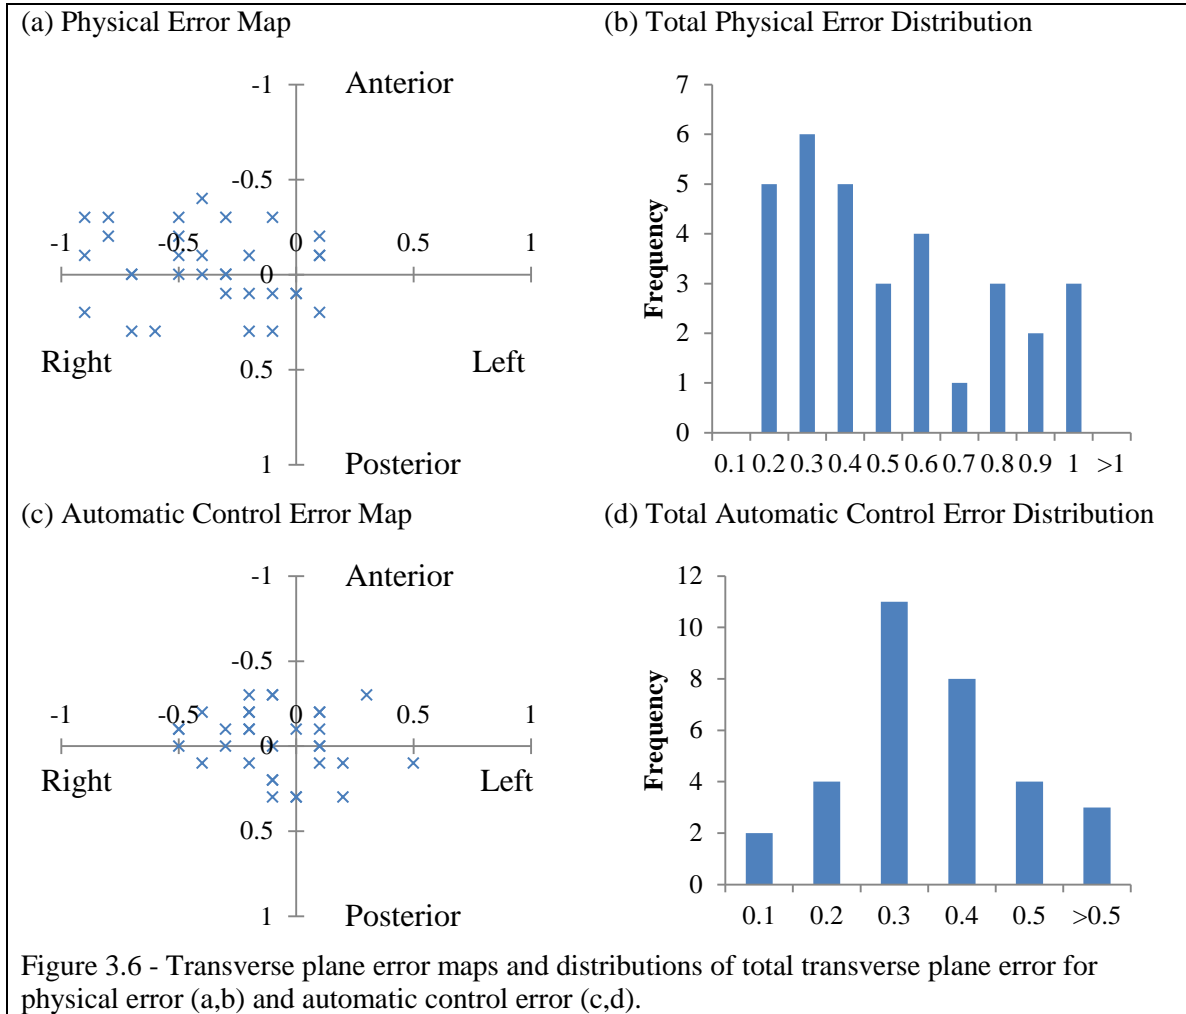 (a) Physical Error Map
-1
Anterior
-0.5
-1
-0.5
0
0.5
1
0
Right
0.5
Left
1
Posterior
(b) Total Physical Error Distribution
7
6
5
4
3
2
1
0
Frequency
0.1 0.2 0.3 0.4 0.5 0.6 0.7 0.8 0.9 1 >1
(c) Automatic Control Error Map
-1
Anterior
-0.5
-1
-0.5
0
0.5
1
0
Right
Left
0.5
1
Posterior
(d) Total Automatic Control Error Distribution
12
10
8
6
4
2
0
Frequency
0.1 0.2 0.3 0.4 0.5 >0.5
Figure 3.6 - Transverse plane error maps and distributions of total transverse plane error for
physical error (a,b) and automatic control error (c,d).